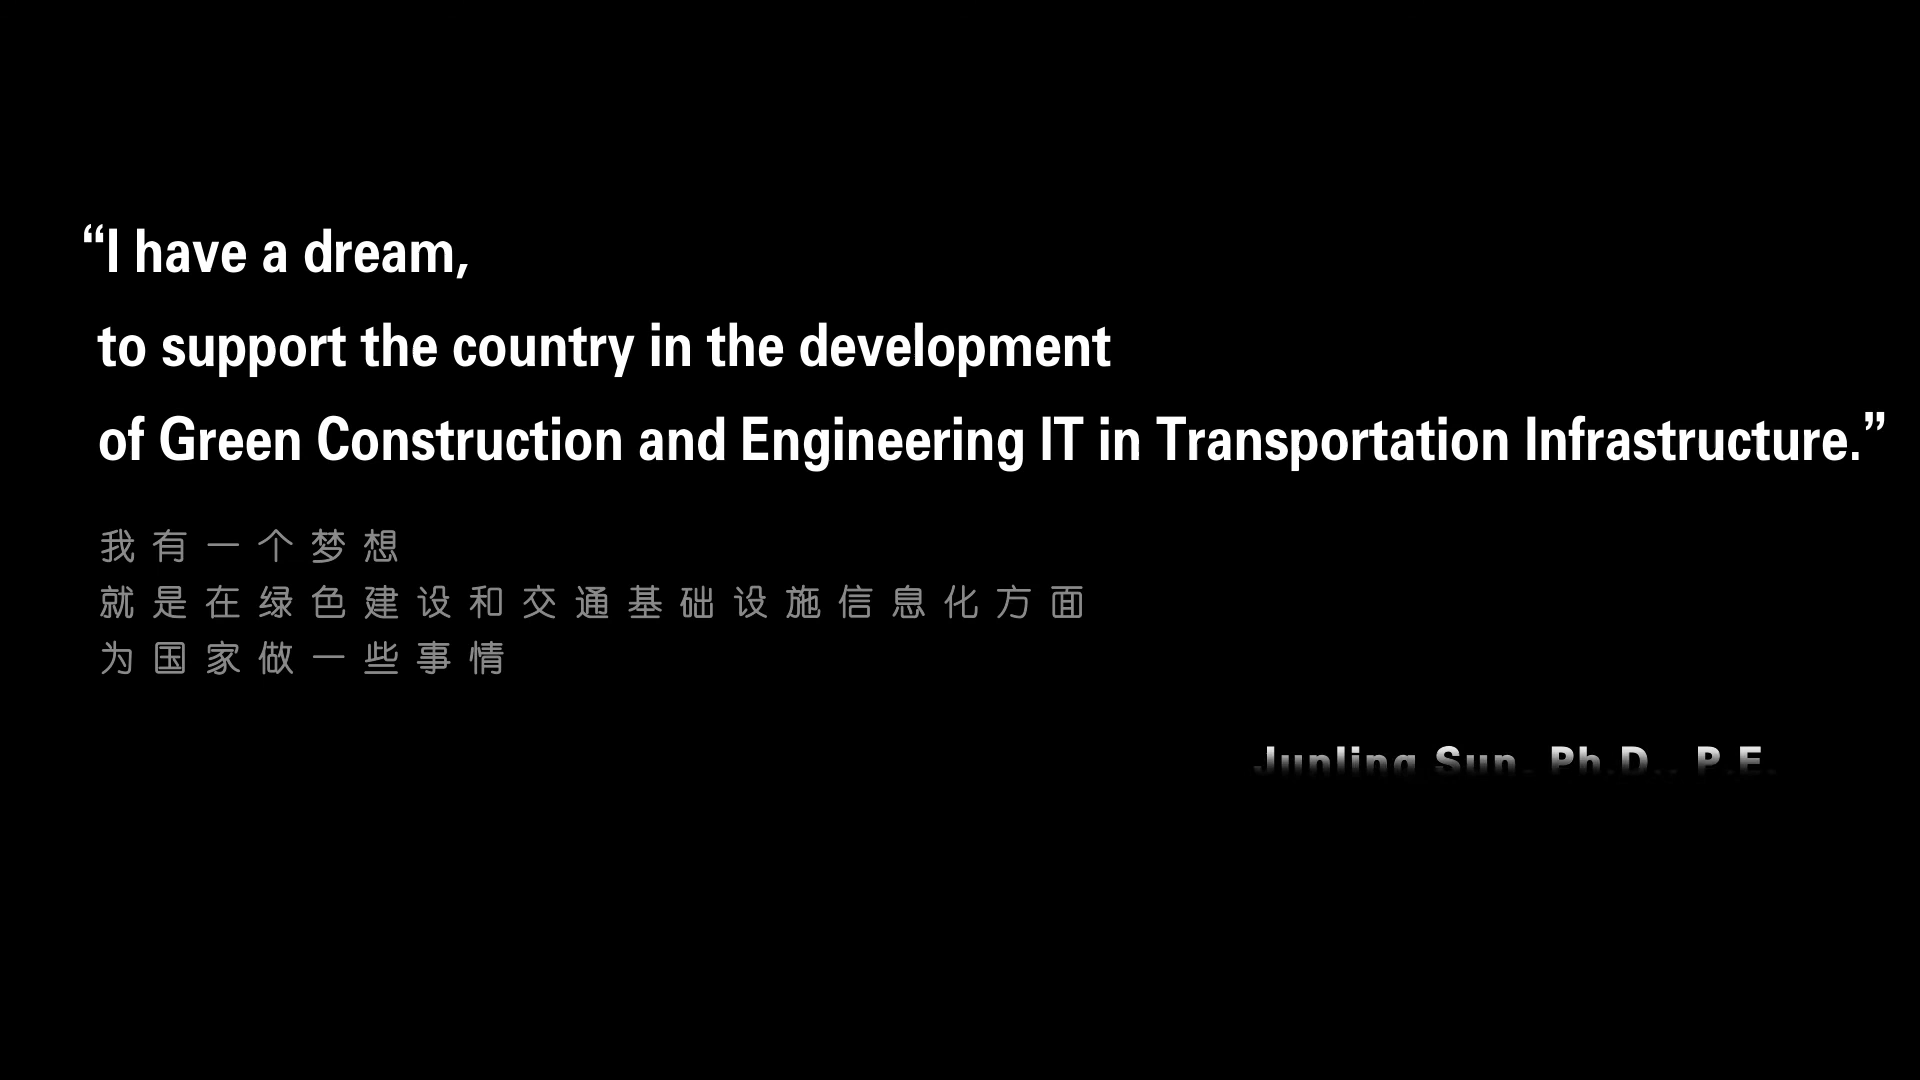 “I have a dream,
to support the country in the development
of Green Construction and Engineering IT in Transportation Infrastructure.”
我有一个梦想
就是在绿色建设和交通基础设施信息化方面
为国家做一些事情
Junling Sun, Ph.D., P.E.